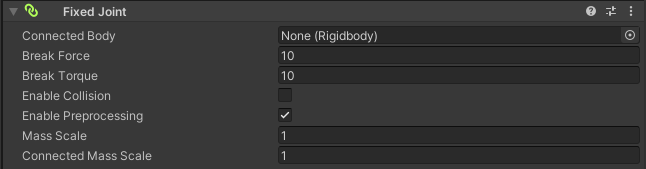 Fixed Joint
Connected Body None (Rigidbody)
Break Force 10
Break Torque 10
Enable Collision
Enable Preprocessing
Mass Scale 1
Connected Mass Scale 1